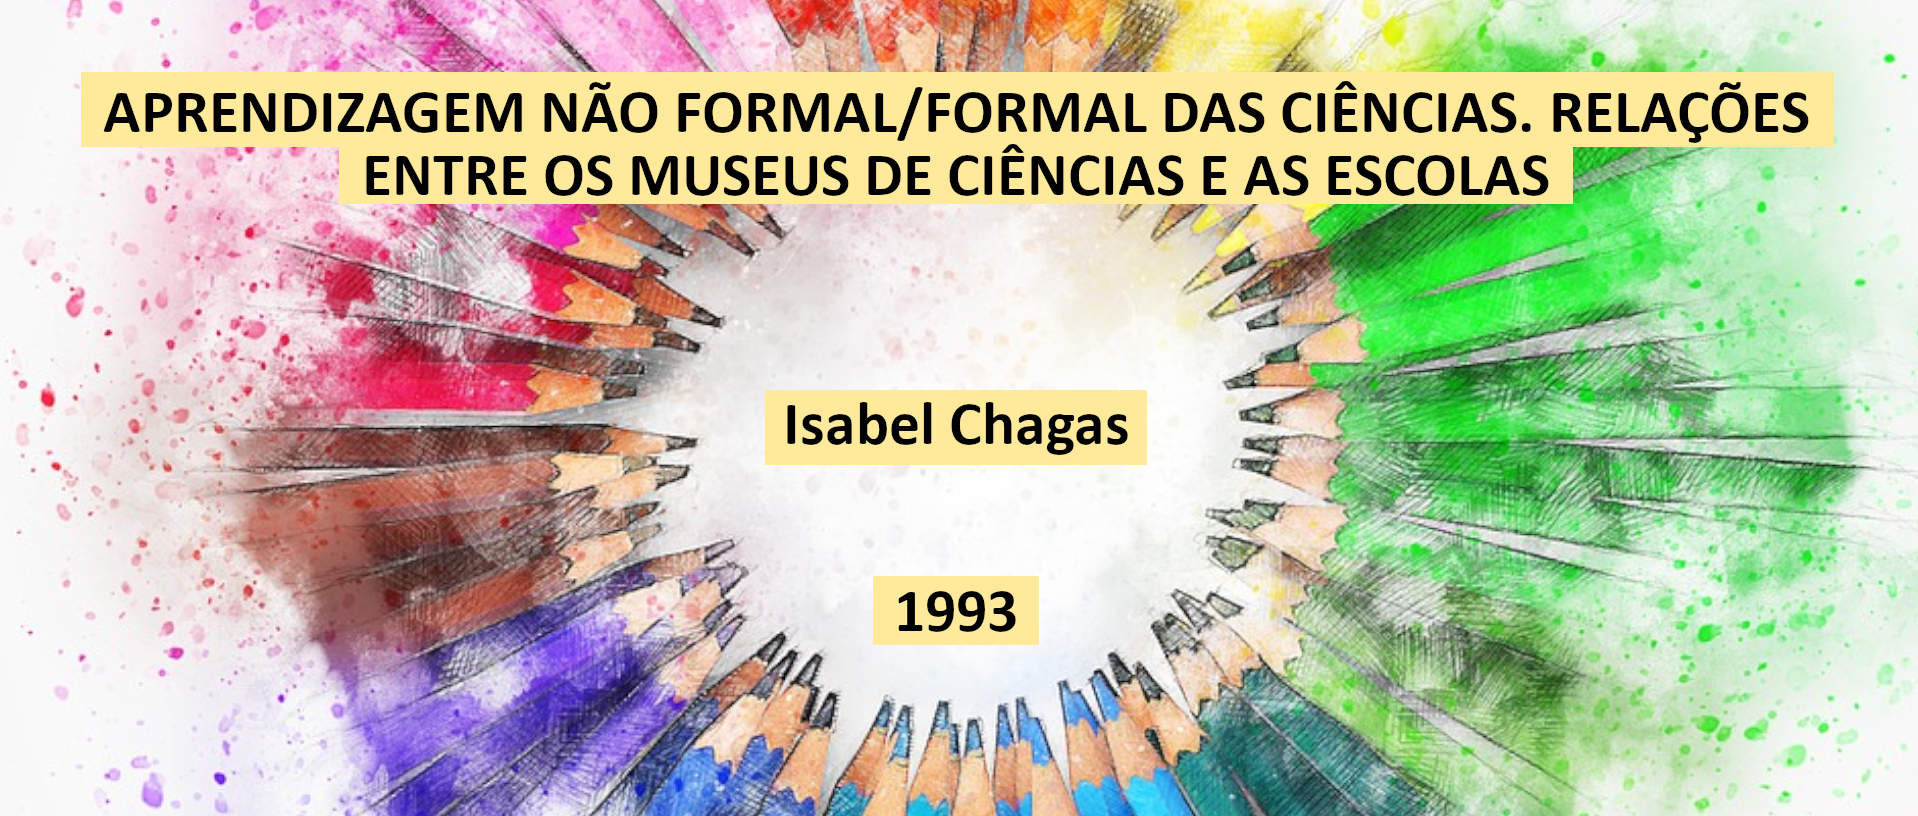 APRENDIZAGEM NÃO FORMAL/FORMAL DAS CIÊNCIAS. RELAÇÕES
ENTRE OS MUSEUS DE CIÊNCIAS E AS ESCOLAS
Isabel Chagas
1993